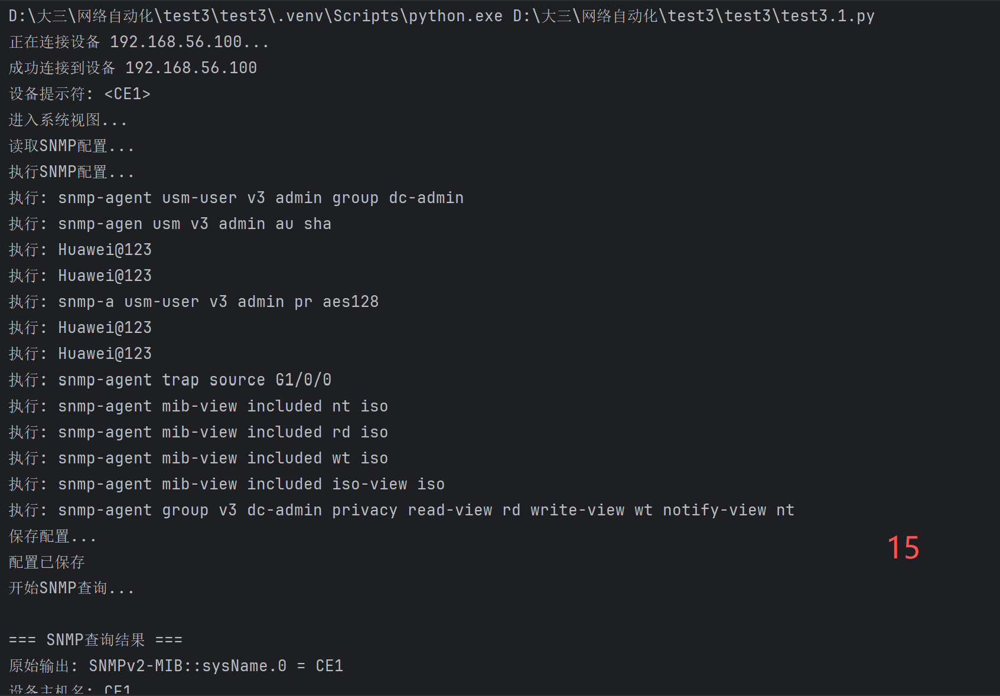 D:\大三\网络自动化\test3\test3\.venv\Scripts\python.exe D:\大三\网络自动化\test3\test3\test3.1.py
正在连接设备 192.168.56.100...
成功连接到设备 192.168.56.100
设备提示符: <CE1>
进入系统视图...
读取SNMP配置...
执行SNMP配置...
执行: snmp-agent usm-user v3 admin group dc-admin
执行: snmp-agen usm v3 admin au sha
执行: Huawei@123
执行: Huawei@123
执行: snmp-a usm-user v3 admin pr aes128
执行: Huawei@123
执行: Huawei@123
执行: snmp-agent trap source G1/0/0
执行: snmp-agent mib-view included nt iso
执行: snmp-agent mib-view included rd iso
执行: snmp-agent mib-view included wt iso
执行: snmp-agent mib-view included iso-view iso
执行: snmp-agent group v3 dc-admin privacy read-view rd write-view wt notify-view nt
保存配置...
15
配置已保存
开始SNMP查询...
=== SNMP查询结果 ===
原始输出: SNMPv2-MIB::sysName.0 = CE1
设备主机名: CE1